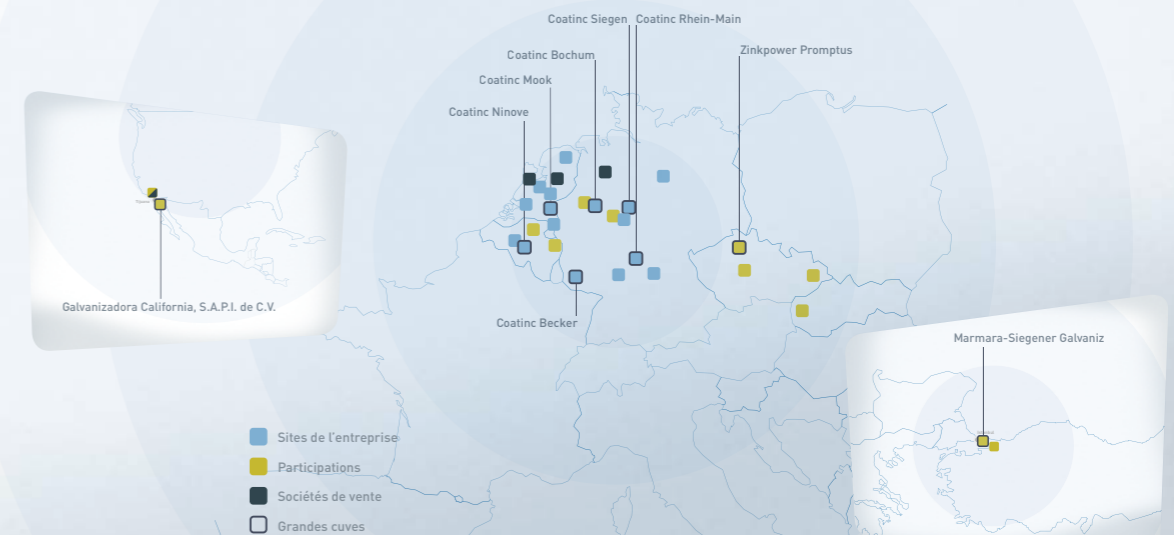 Coatinc Siegen
Coatinc Rhein-Main
Coatinc Bochum
Zinkpower Promptus
Coatinc Mook
Coatinc Ninove
Galvanizadora California, S.A.P.I. de C.V.
Coatinc Becker
Marmara-Siegener Galvaniz
Sites de l'entreprise
Participations
Sociétés de vente
Grandes cuves